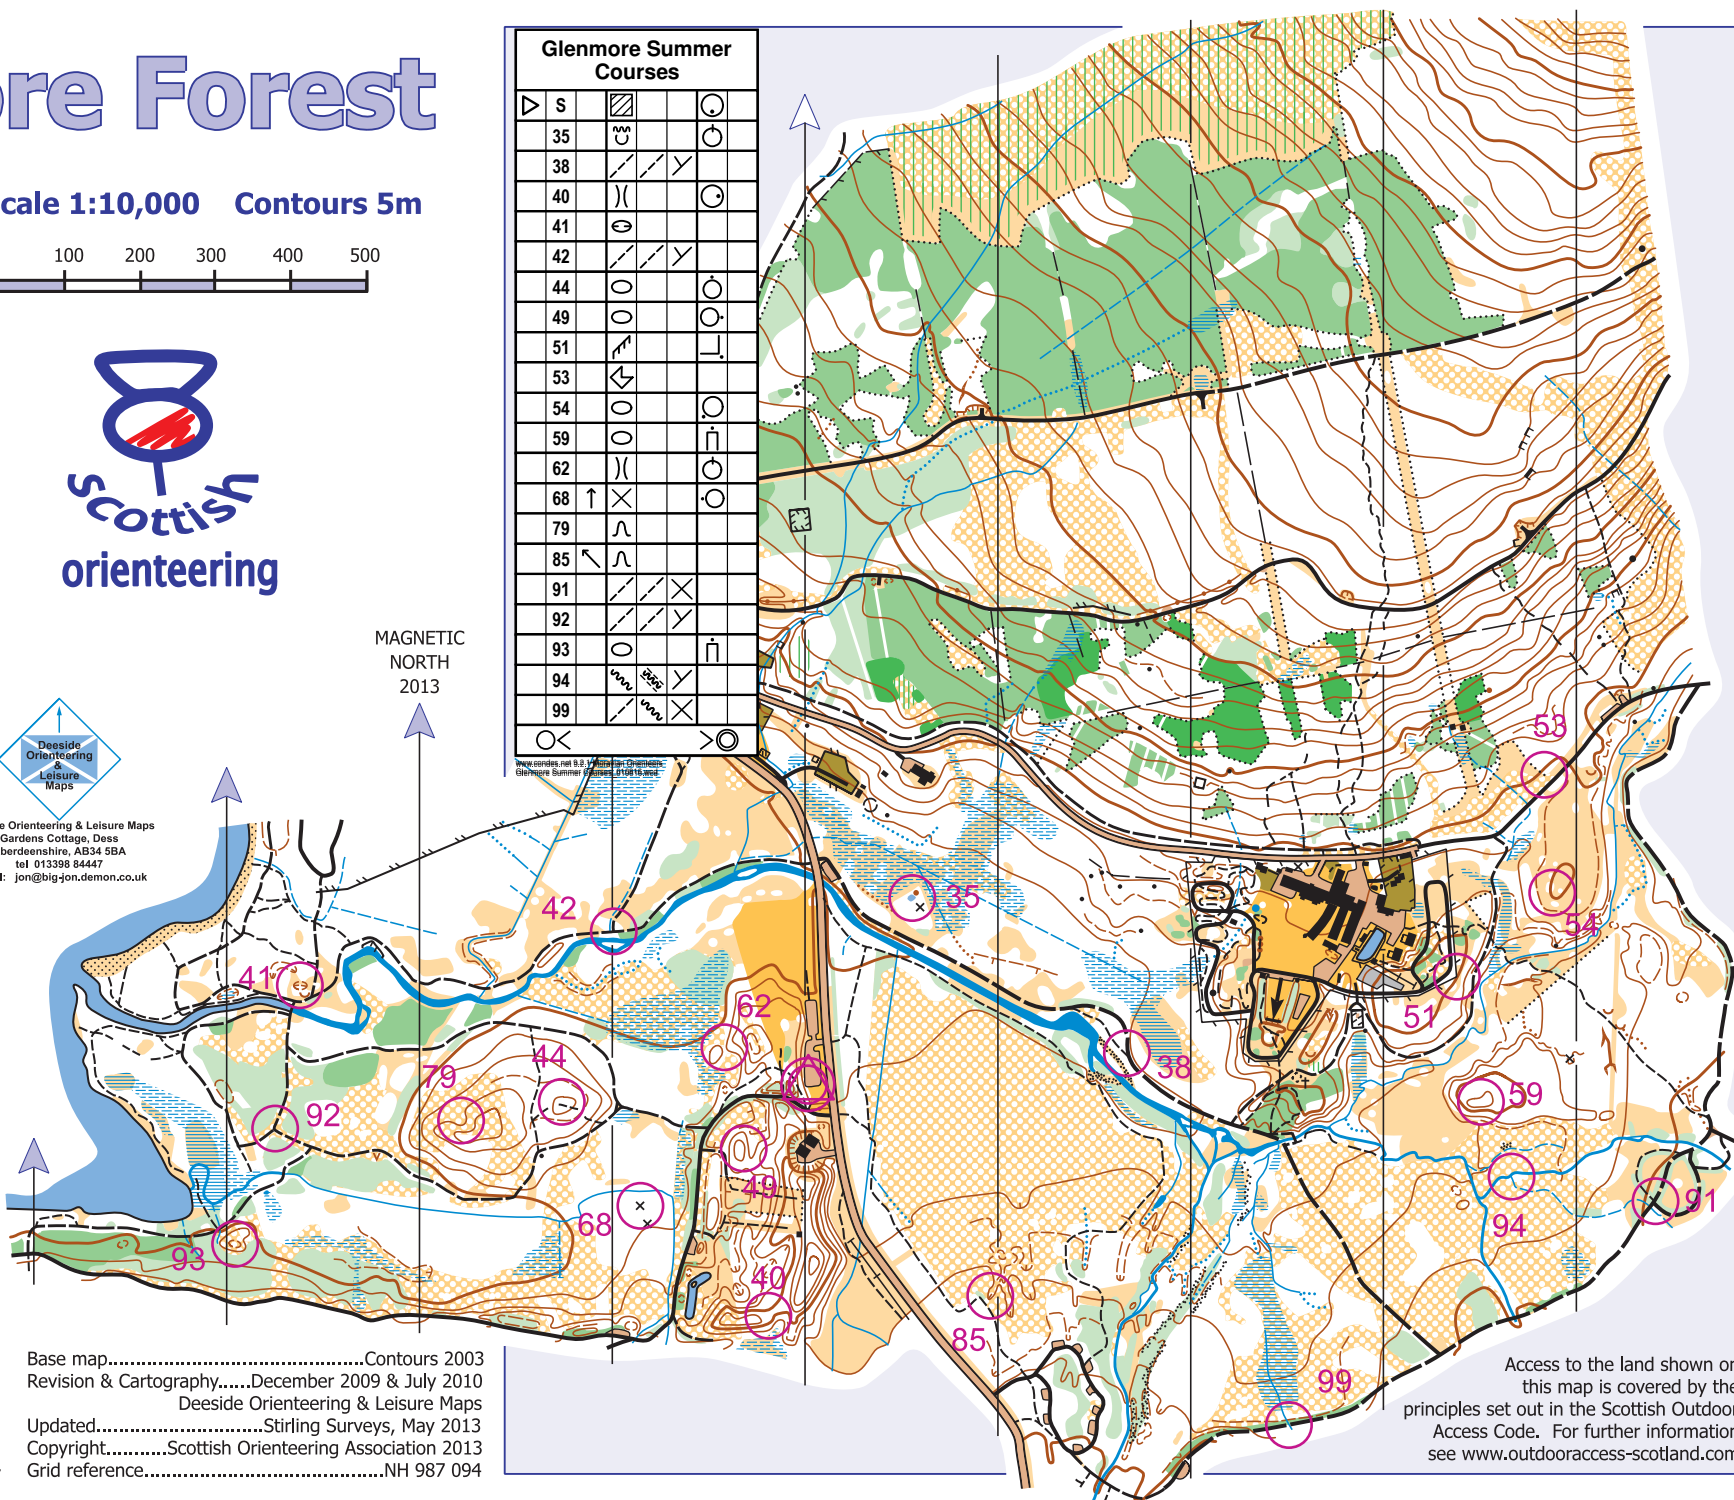 ore Forest
cale 1:10,000 Contours 5m
100 200 300 400 500
Scottish
orienteering
MAGNETIC
NORTH
2013
Deeside
Orienteering
&
Leisure
Maps
e Orienteering & Leisure Maps
Gardens Cottage, Dess
berdeenshire, AB34 5BA
tel 013398 84447
l: jon@big-jon.demon.co.uk
Glenmore Summer
Courses
S
35
38
40
41
42
44
49
51
53
54
59
62
68
79
85
91
92
93
94
99
53
42
35
54
41
62
51
44
38
79
59
92
49
68
91
94
93
40
85
99
Base map..........Contours 2003
Revision & Cartography......December 2009 & July 2010
Deeside Orienteering & Leisure Maps
Updated..........Stirling Surveys, May 2013
Copyright.........Scottish Orienteering Association 2013
Grid reference..........NH 987 094
Access to the land shown on
this map is covered by the
principles set out in the Scottish Outdoor
Access Code. For further information
see www.outdooraccess-scotland.com